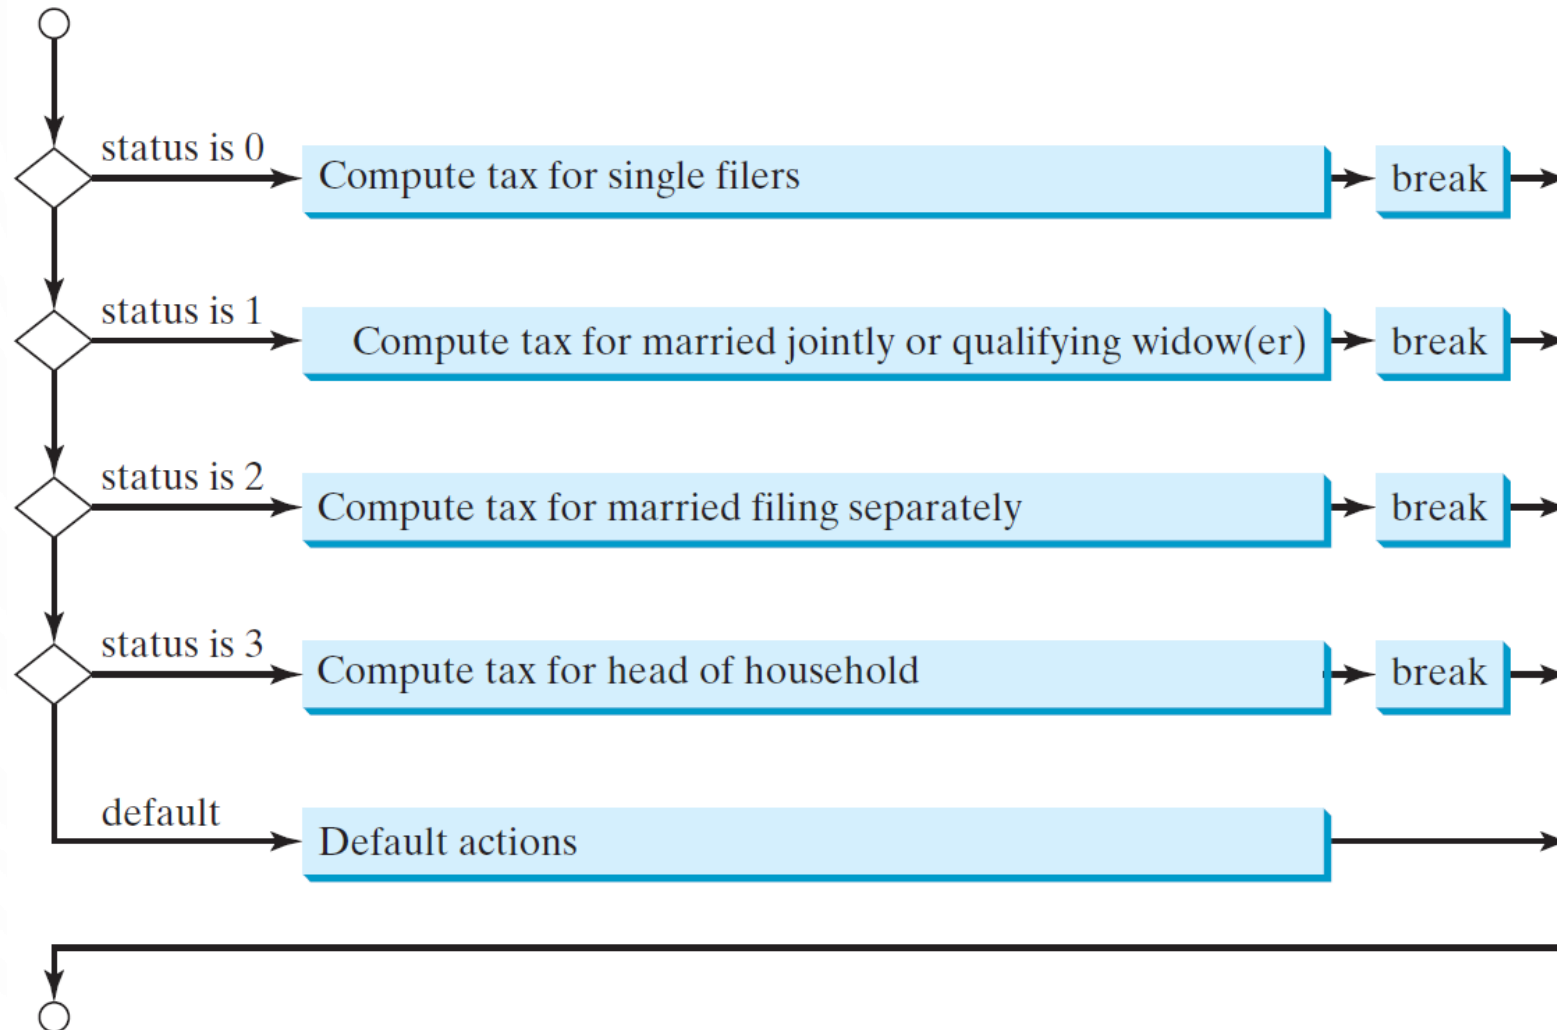 status is 0
Compute tax for single filers
break
status is 1
Compute tax for married jointly or qualifying widow(er)
break
status is 2
Compute tax for married filing separately
break
status is 3
Compute tax for head of household
break
default
Default actions